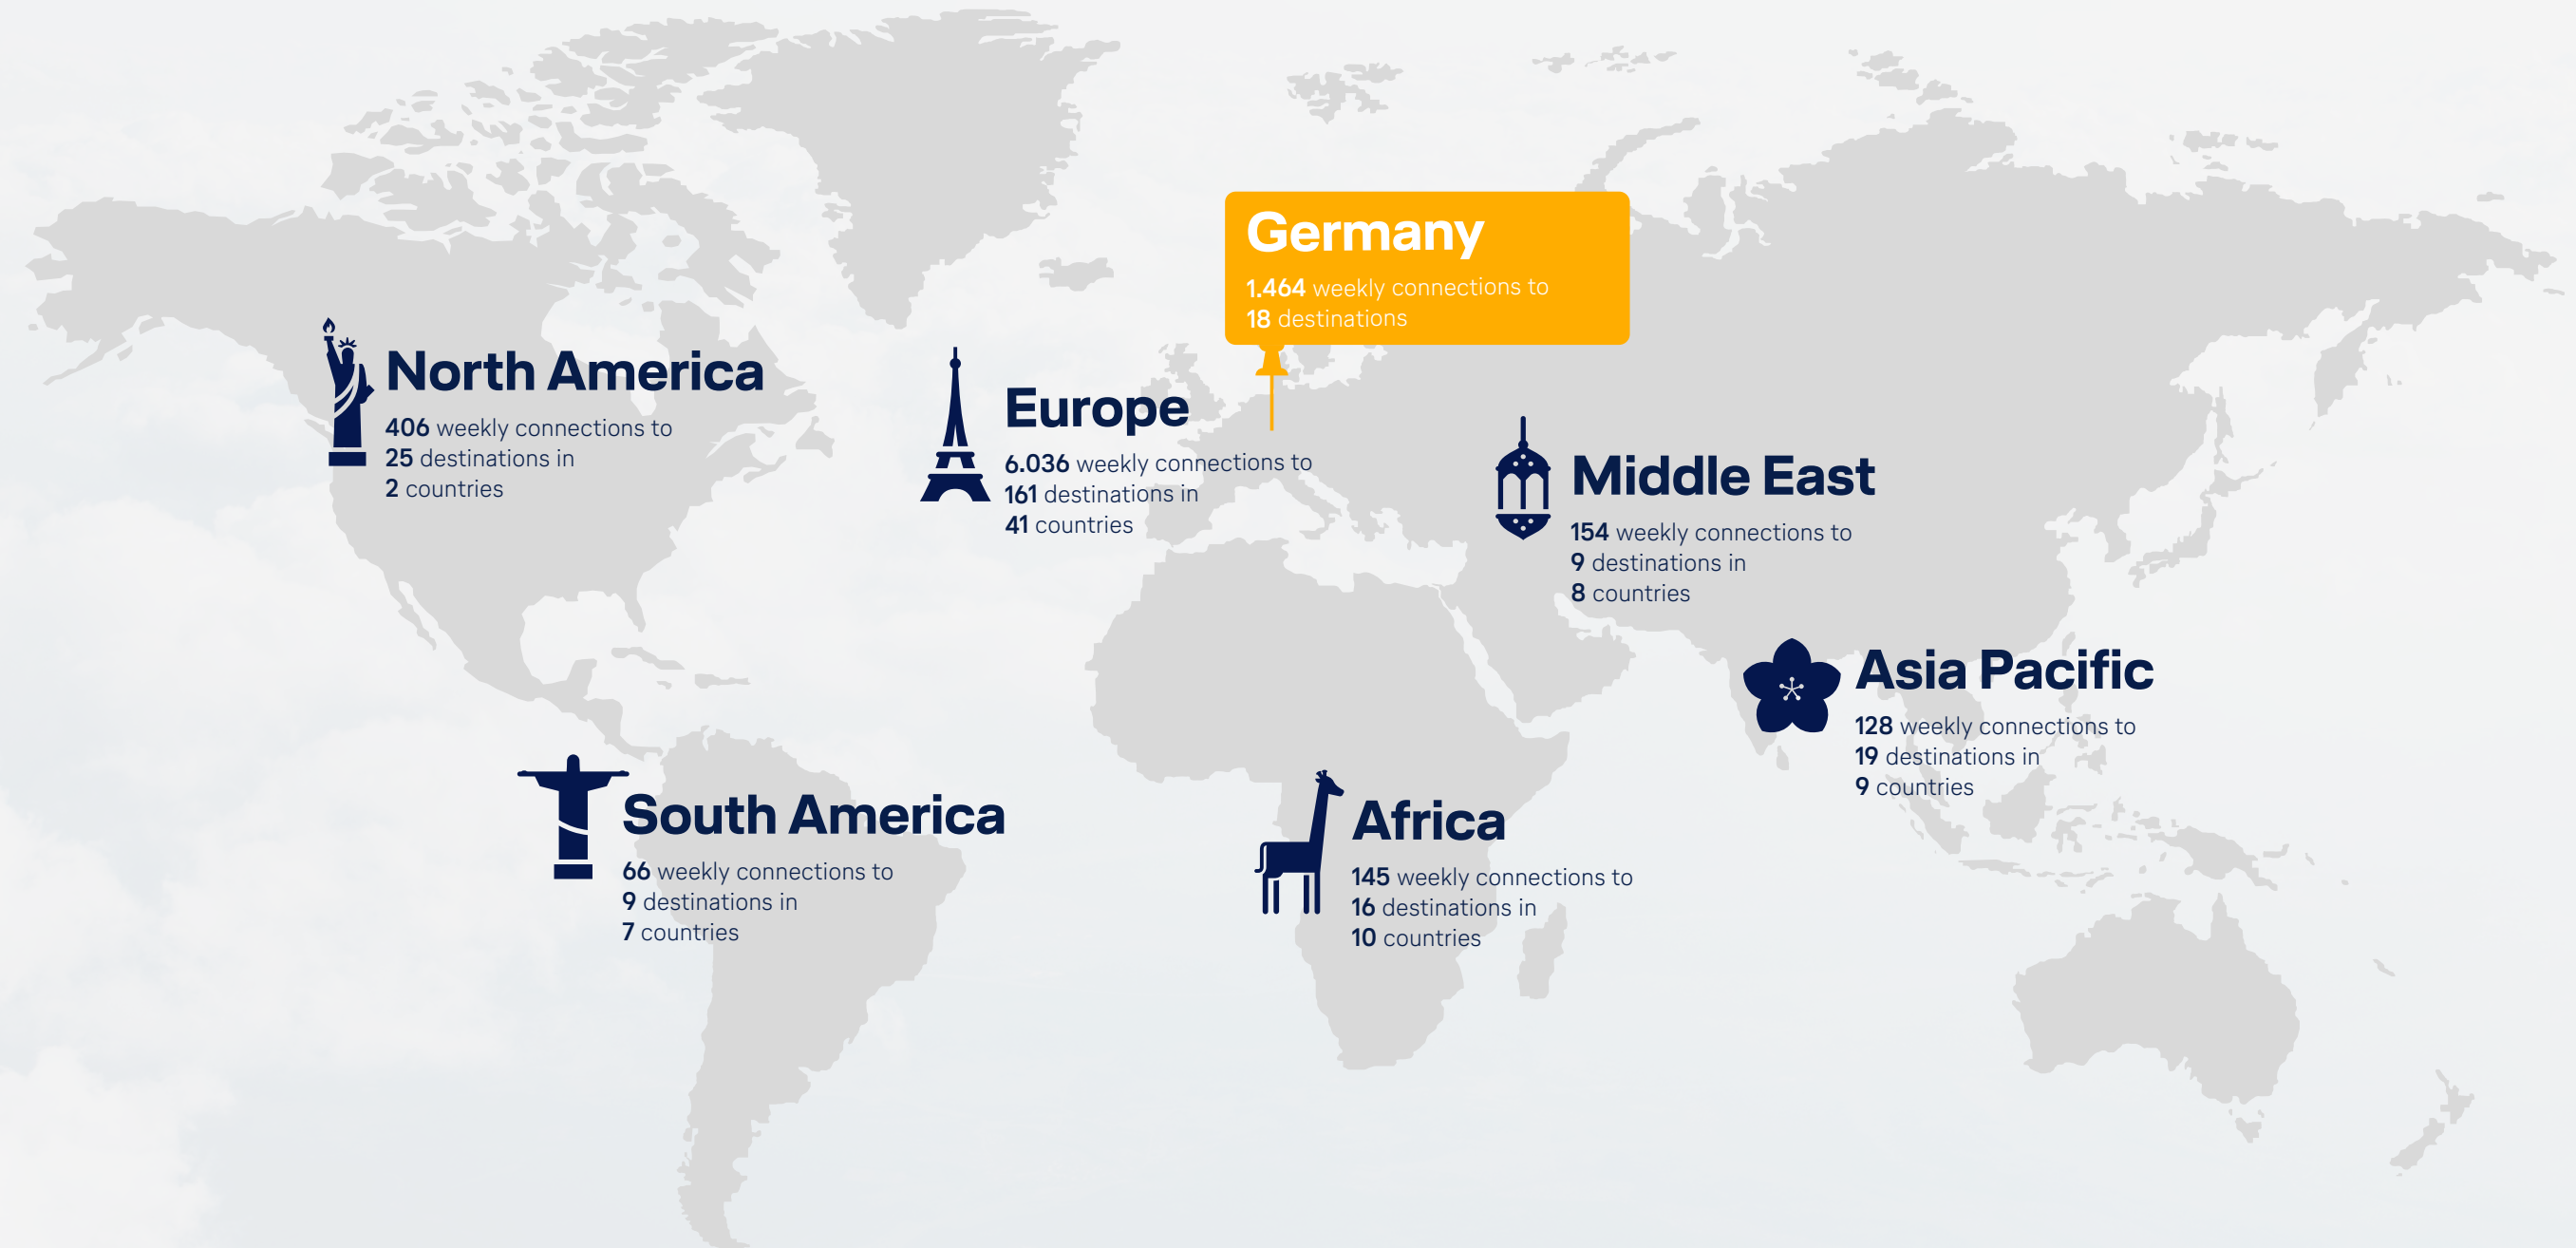 Germany
1.464 weekly connections to
18 destinations
North America
406 weekly connections to
25 destinations in
2 countries
Europe
6.036 weekly connections to
161 destinations in
41 countries
Middle East
154 weekly connections to
9 destinations in
8 countries
Asia Pacific
128 weekly connections to
19 destinations in
9 countries
South America
66 weekly connections to
9 destinations in
7 countries
Africa
145 weekly connections to
16 destinations in
10 countries